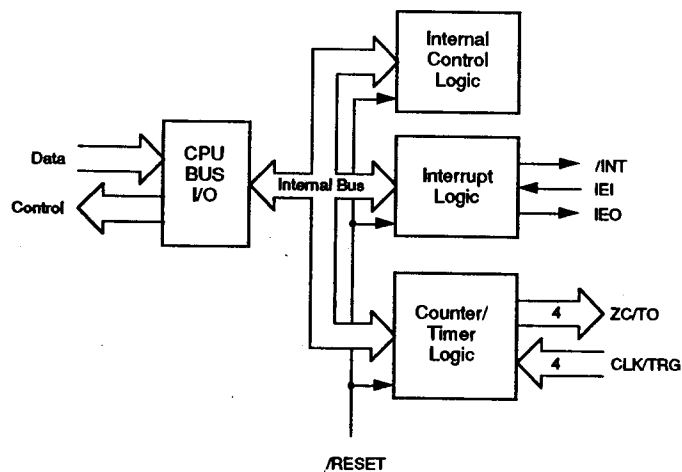 Internal
Control
Logic
Data
CPU
BUS
I/O
Control
Internal Bus
Interrupt
Logic
/INT
IEI
IEO
Counter/
Timer
Logic
4
ZC/TO
4
CLK/TRG
/RESET